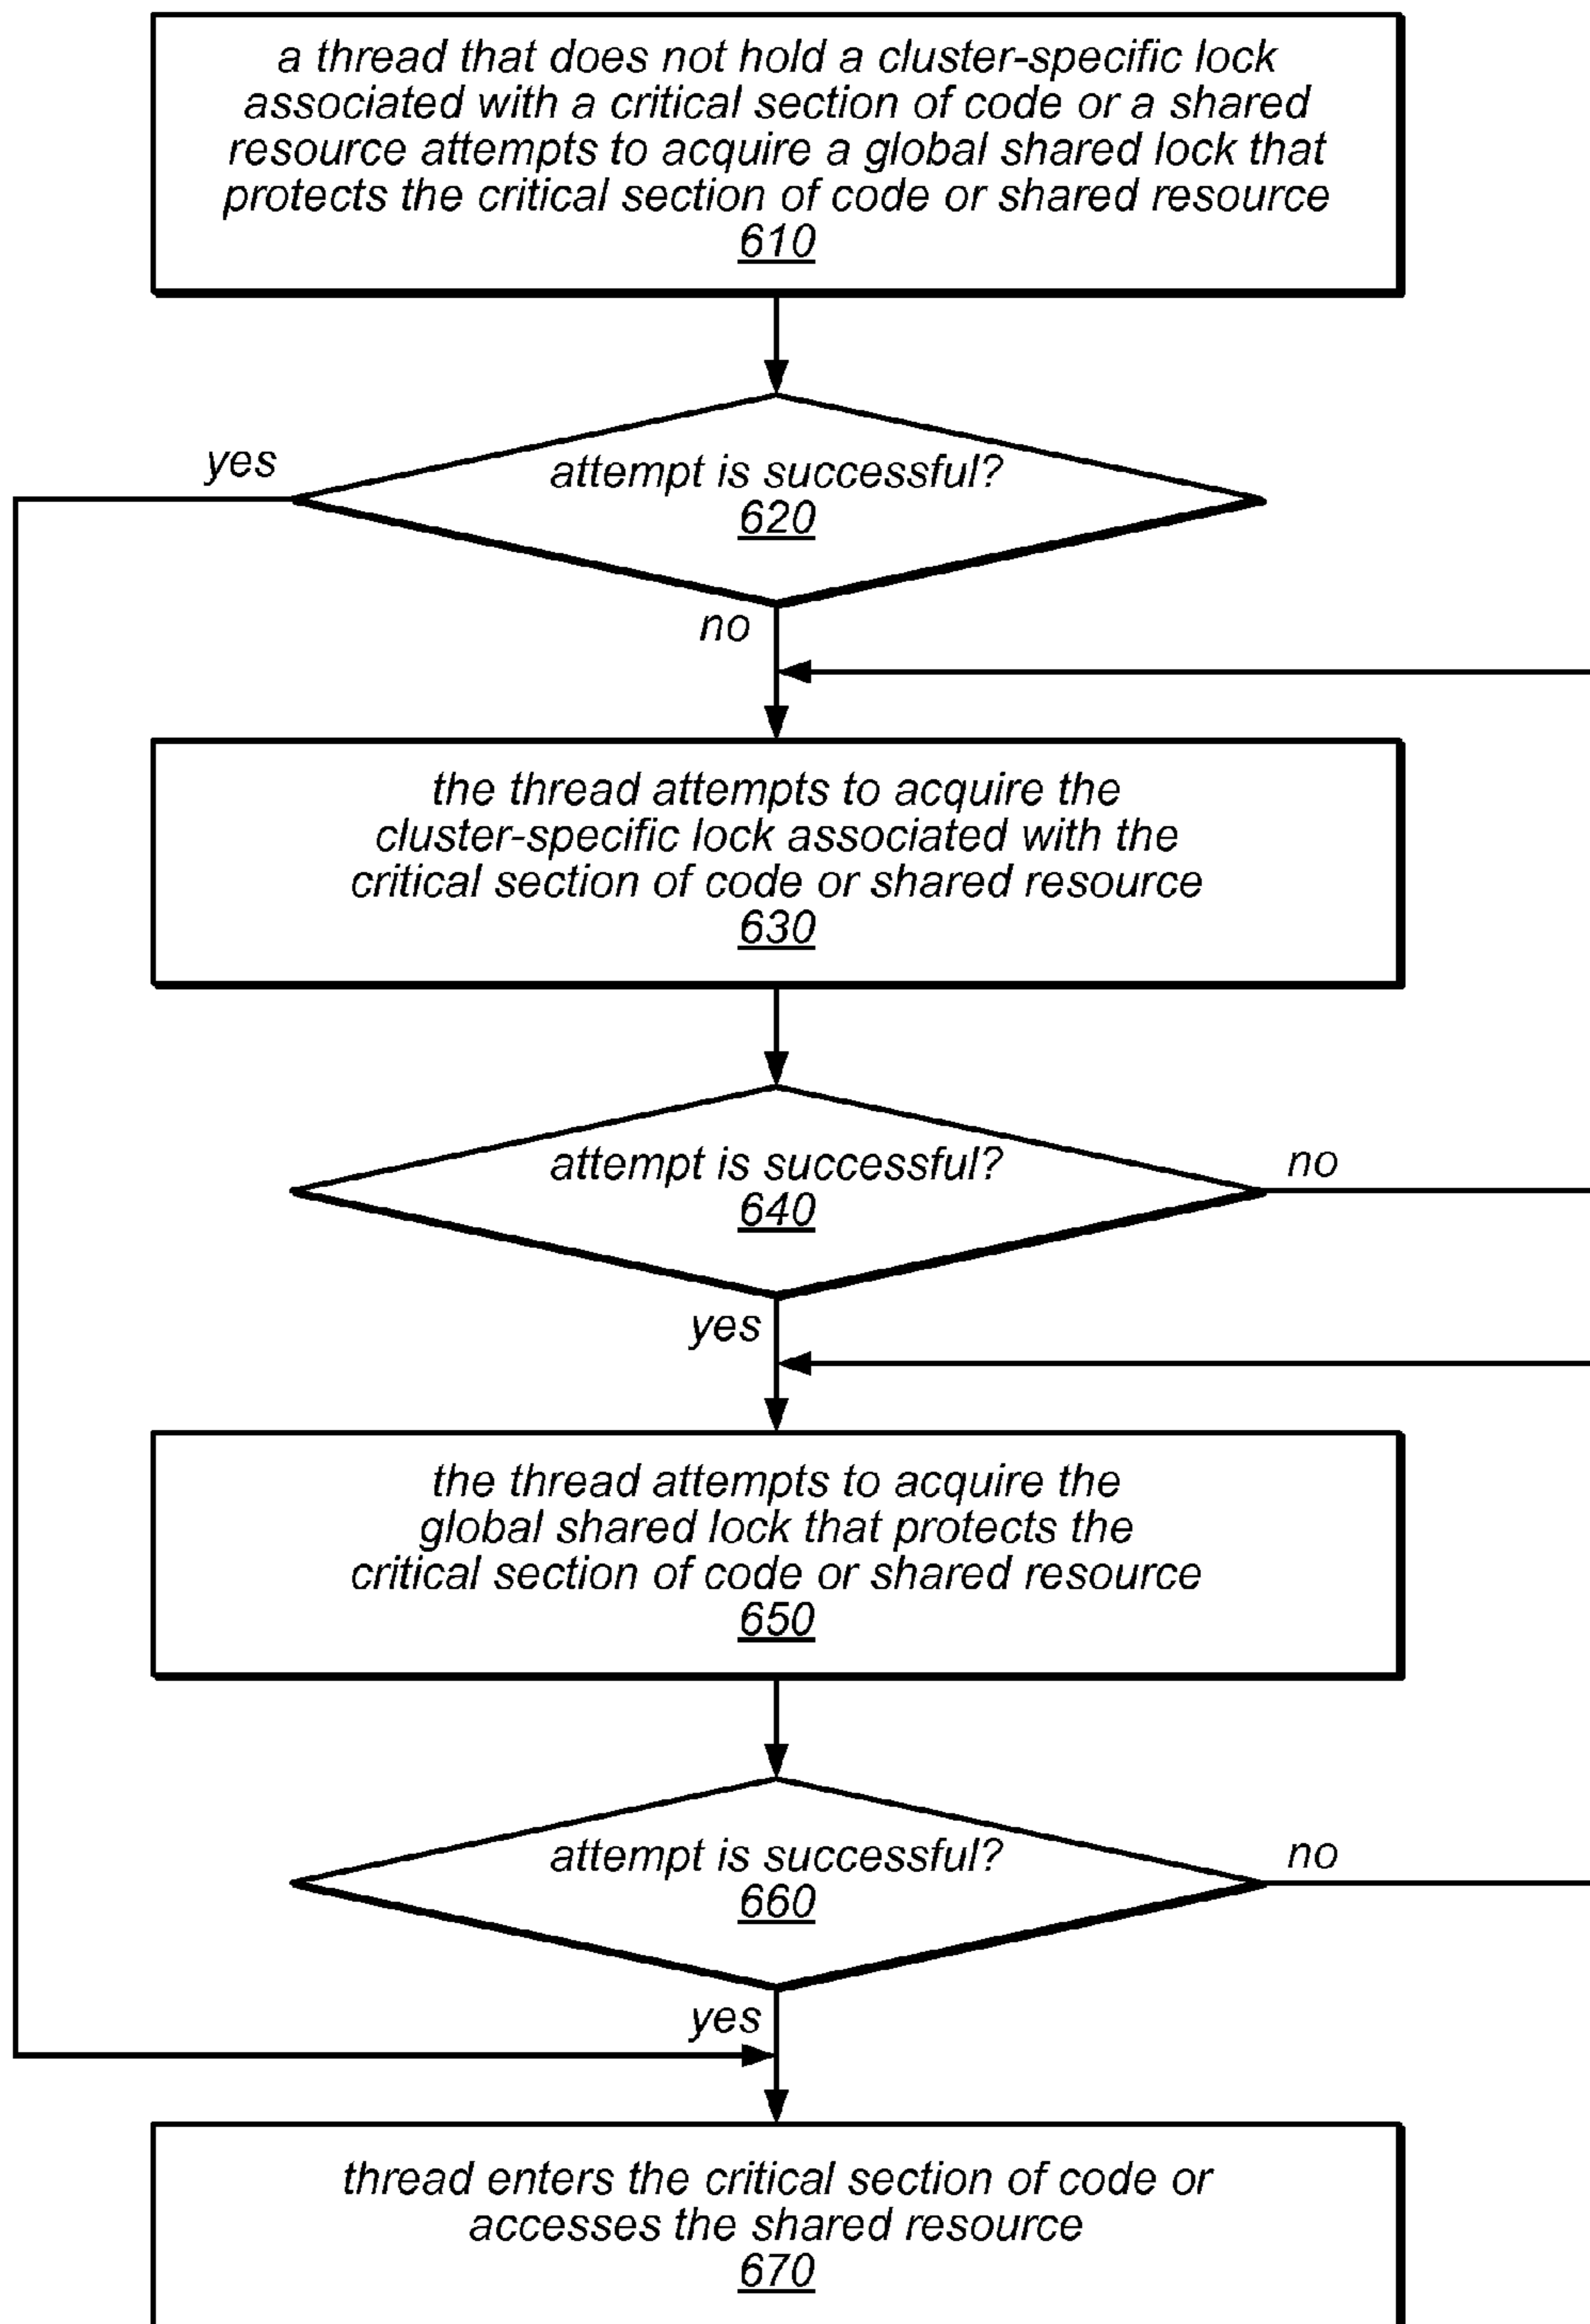 a thread that does not hold a cluster-specific lock
associated with a critical section of code or a shared
resource attempts to acquire a global shared lock that
protects the critical section of code or shared resource
610
yes
attempt is successful?
620
no
the thread attempts to acquire the
cluster-specific lock associated with the
critical section of code or shared resource
630
attempt is successful?
640
no
yes
the thread attempts to acquire the
global shared lock that protects the
critical section of code or shared resource
650
attempt is successful?
660
no
yes
thread enters the critical section of code or
accesses the shared resource
670